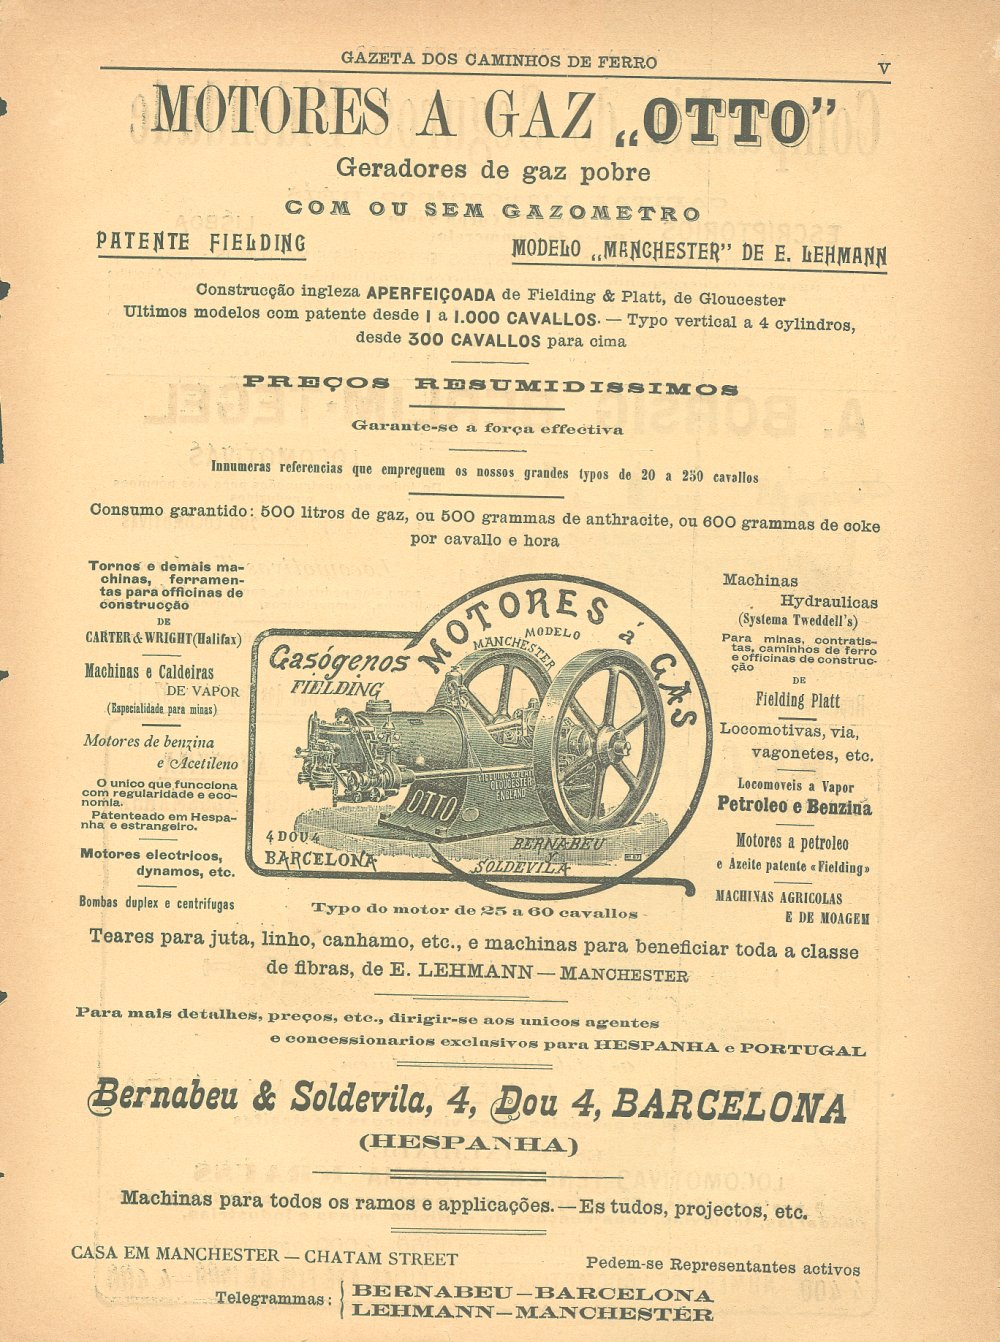 GAZETA DOS CAMINHOS DE FERRO
V
MOTORES A GAZ „OTTO”
Geradores de gaz pobre
COM OU SEM GAZOMETRO
PATENTE FIELDING
MODELO „MANCHESTER” DE E. LEHMANN
Construcção ingleza APERFEIÇOADA de Fielding & Platt, de Gloucester
Ultimos modelos com patente desde 1 a 1.000 CAVALLOS. — Typo vertical a 4 cylindros,
desde 300 CAVALLOS para cima
PREÇOS RESUMIDISSIMOS
Garante-se a força effectiva
Innumeras referencias que empreguem os nossos grandes typos de 20 a 250 cavallos
Consumo garantido: 500 litros de gaz, ou 500 grammas de anthracite, ou 600 grammas de coke
por cavallo e hora
Tornos e demais ma-
chinas, ferramen-
tas para officinas de
construcção
DE
CARTER & WRIGHT (Halifax)
Machinas e Caldeiras
DE VAPOR
(Especialidade para minas)
Motores de benzina
e Acetileno
O unico que funcciona
com regularidade e eco-
nomia.
Patenteado em Hespa-
nha e estrangeiro.
Motores electricos,
dynamos, etc.
Bombas duplex e centrifugas
MOTORES á GAS
MODELO
MANCHESTER
Gasógenos
FIELDING
FIELDING & PLATT
GLOUCESTER
ENGLAND
OTTO
4 DOU 4
BARCELONA
BERNABEU
Y
SOLDEVILA
Typo do motor de 25 a 60 cavallos
Machinas
Hydraulicas
(Systema Tweddell's)
Para minas, contratis-
tas, caminhos de ferro
e officinas de construc-
ção
DE
Fielding Platt
Locomotivas, via,
vagonetes, etc.
Locomoveis a Vapor
Petroleo e Benzina
Motores a petroleo
e Azeite patente «Fielding»
MACHINAS AGRICOLAS
E DE MOAGEM
Teares para juta, linho, canhamo, etc., e machinas para beneficiar toda a classe
de fibras, de E. LEHMANN — MANCHESTER
Para mais detalhes, preços, etc., dirigir-se aos unicos agentes
e concessionarios exclusivos para HESPANHA e PORTUGAL
Bernabeu & Soldevila, 4, Dou 4, BARCELONA
(HESPANHA)
Machinas para todos os ramos e applicações. — Es tudos, projectos, etc.
CASA EM MANCHESTER — CHATAM STREET
Pedem-se Representantes activos
Telegrammas: { BERNABEU — BARCELONA
LEHMANN — MANCHESTER